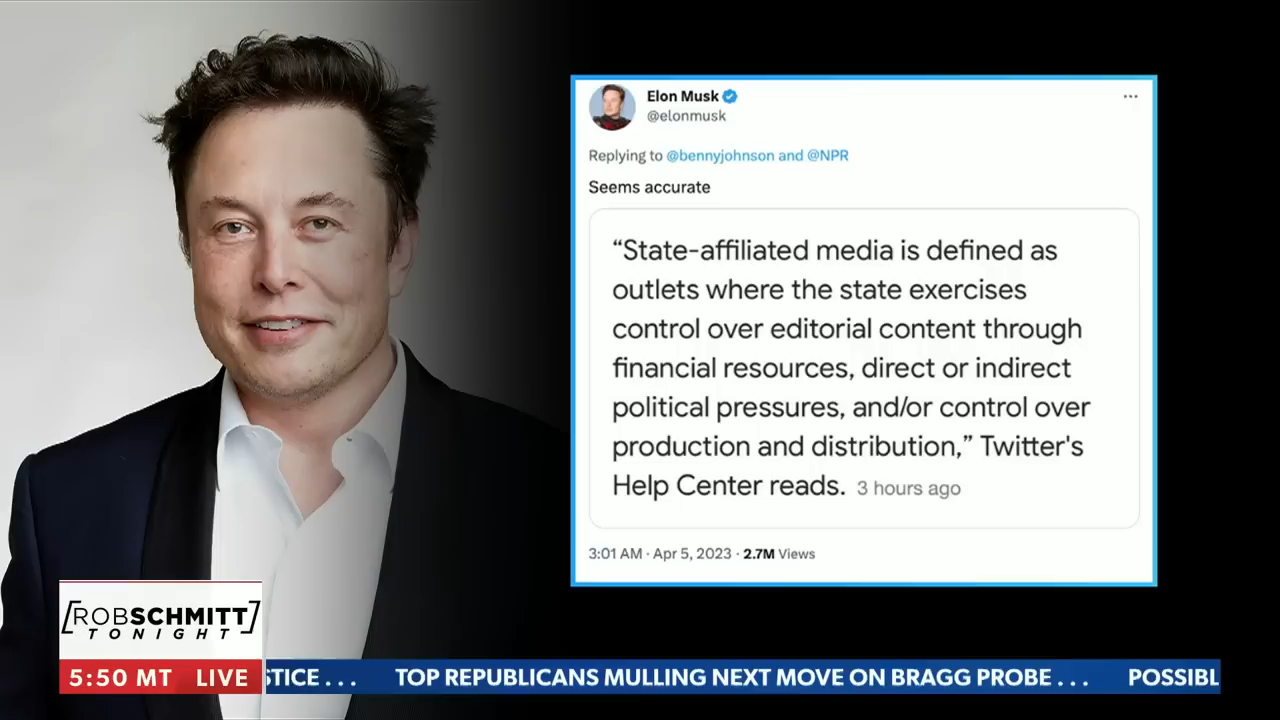 Elon Musk
@elonmusk
Replying to @bennyjohnson and @NPR
Seems accurate
“State-affiliated media is defined as
outlets where the state exercises
control over editorial content through
financial resources, direct or indirect
political pressures, and/or control over
production and distribution,” Twitter's
Help Center reads. 3 hours ago
3:01 AM · Apr 5, 2023 · 2.7M Views
[ROBSCHMITT]
TONIGHT
5:50 MT LIVE
STICE . . . TOP REPUBLICANS MULLING NEXT MOVE ON BRAGG PROBE . . . POSSIBL